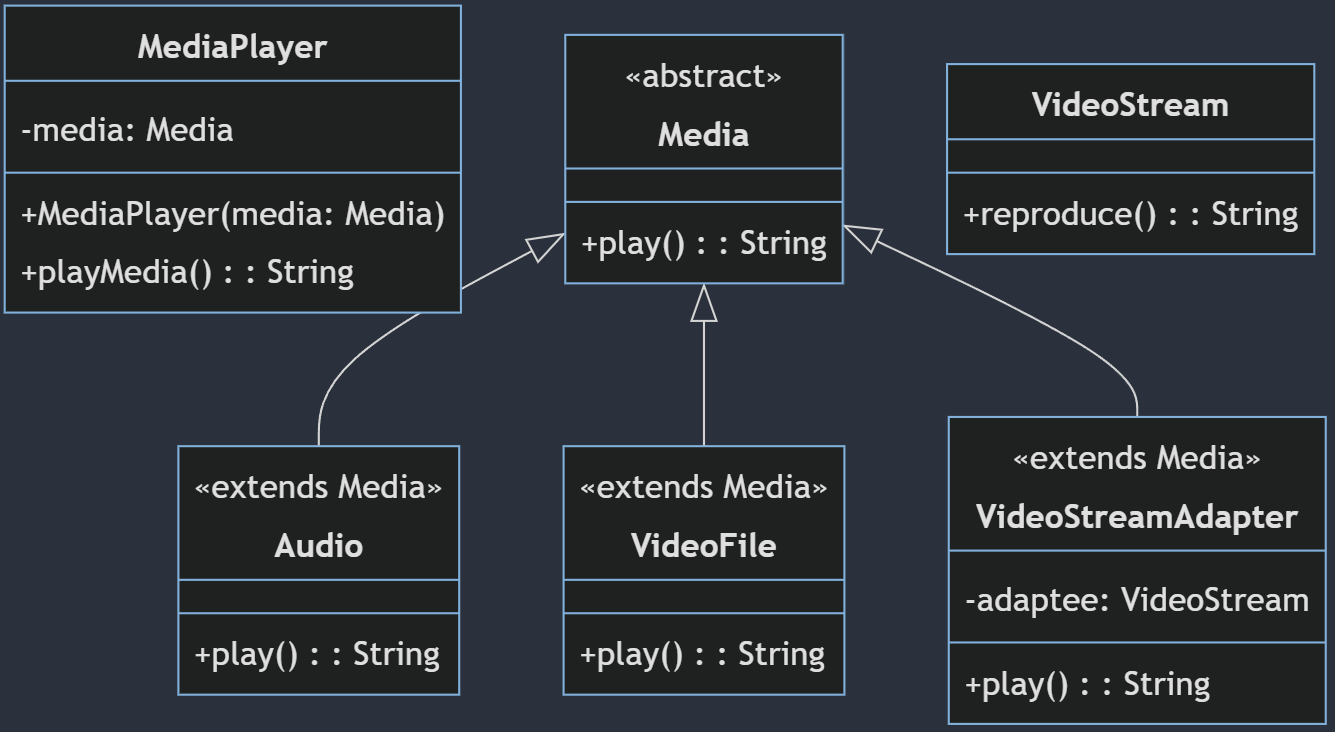 MediaPlayer
-media: Media
+MediaPlayer(media: Media)
+playMedia() : : String
«abstract»
Media
+play() : : String
VideoStream
+reproduce() : : String
«extends Media»
Audio
+play() : : String
«extends Media»
VideoFile
+play() : : String
«extends Media»
VideoStreamAdapter
-adaptee: VideoStream
+play() : : String